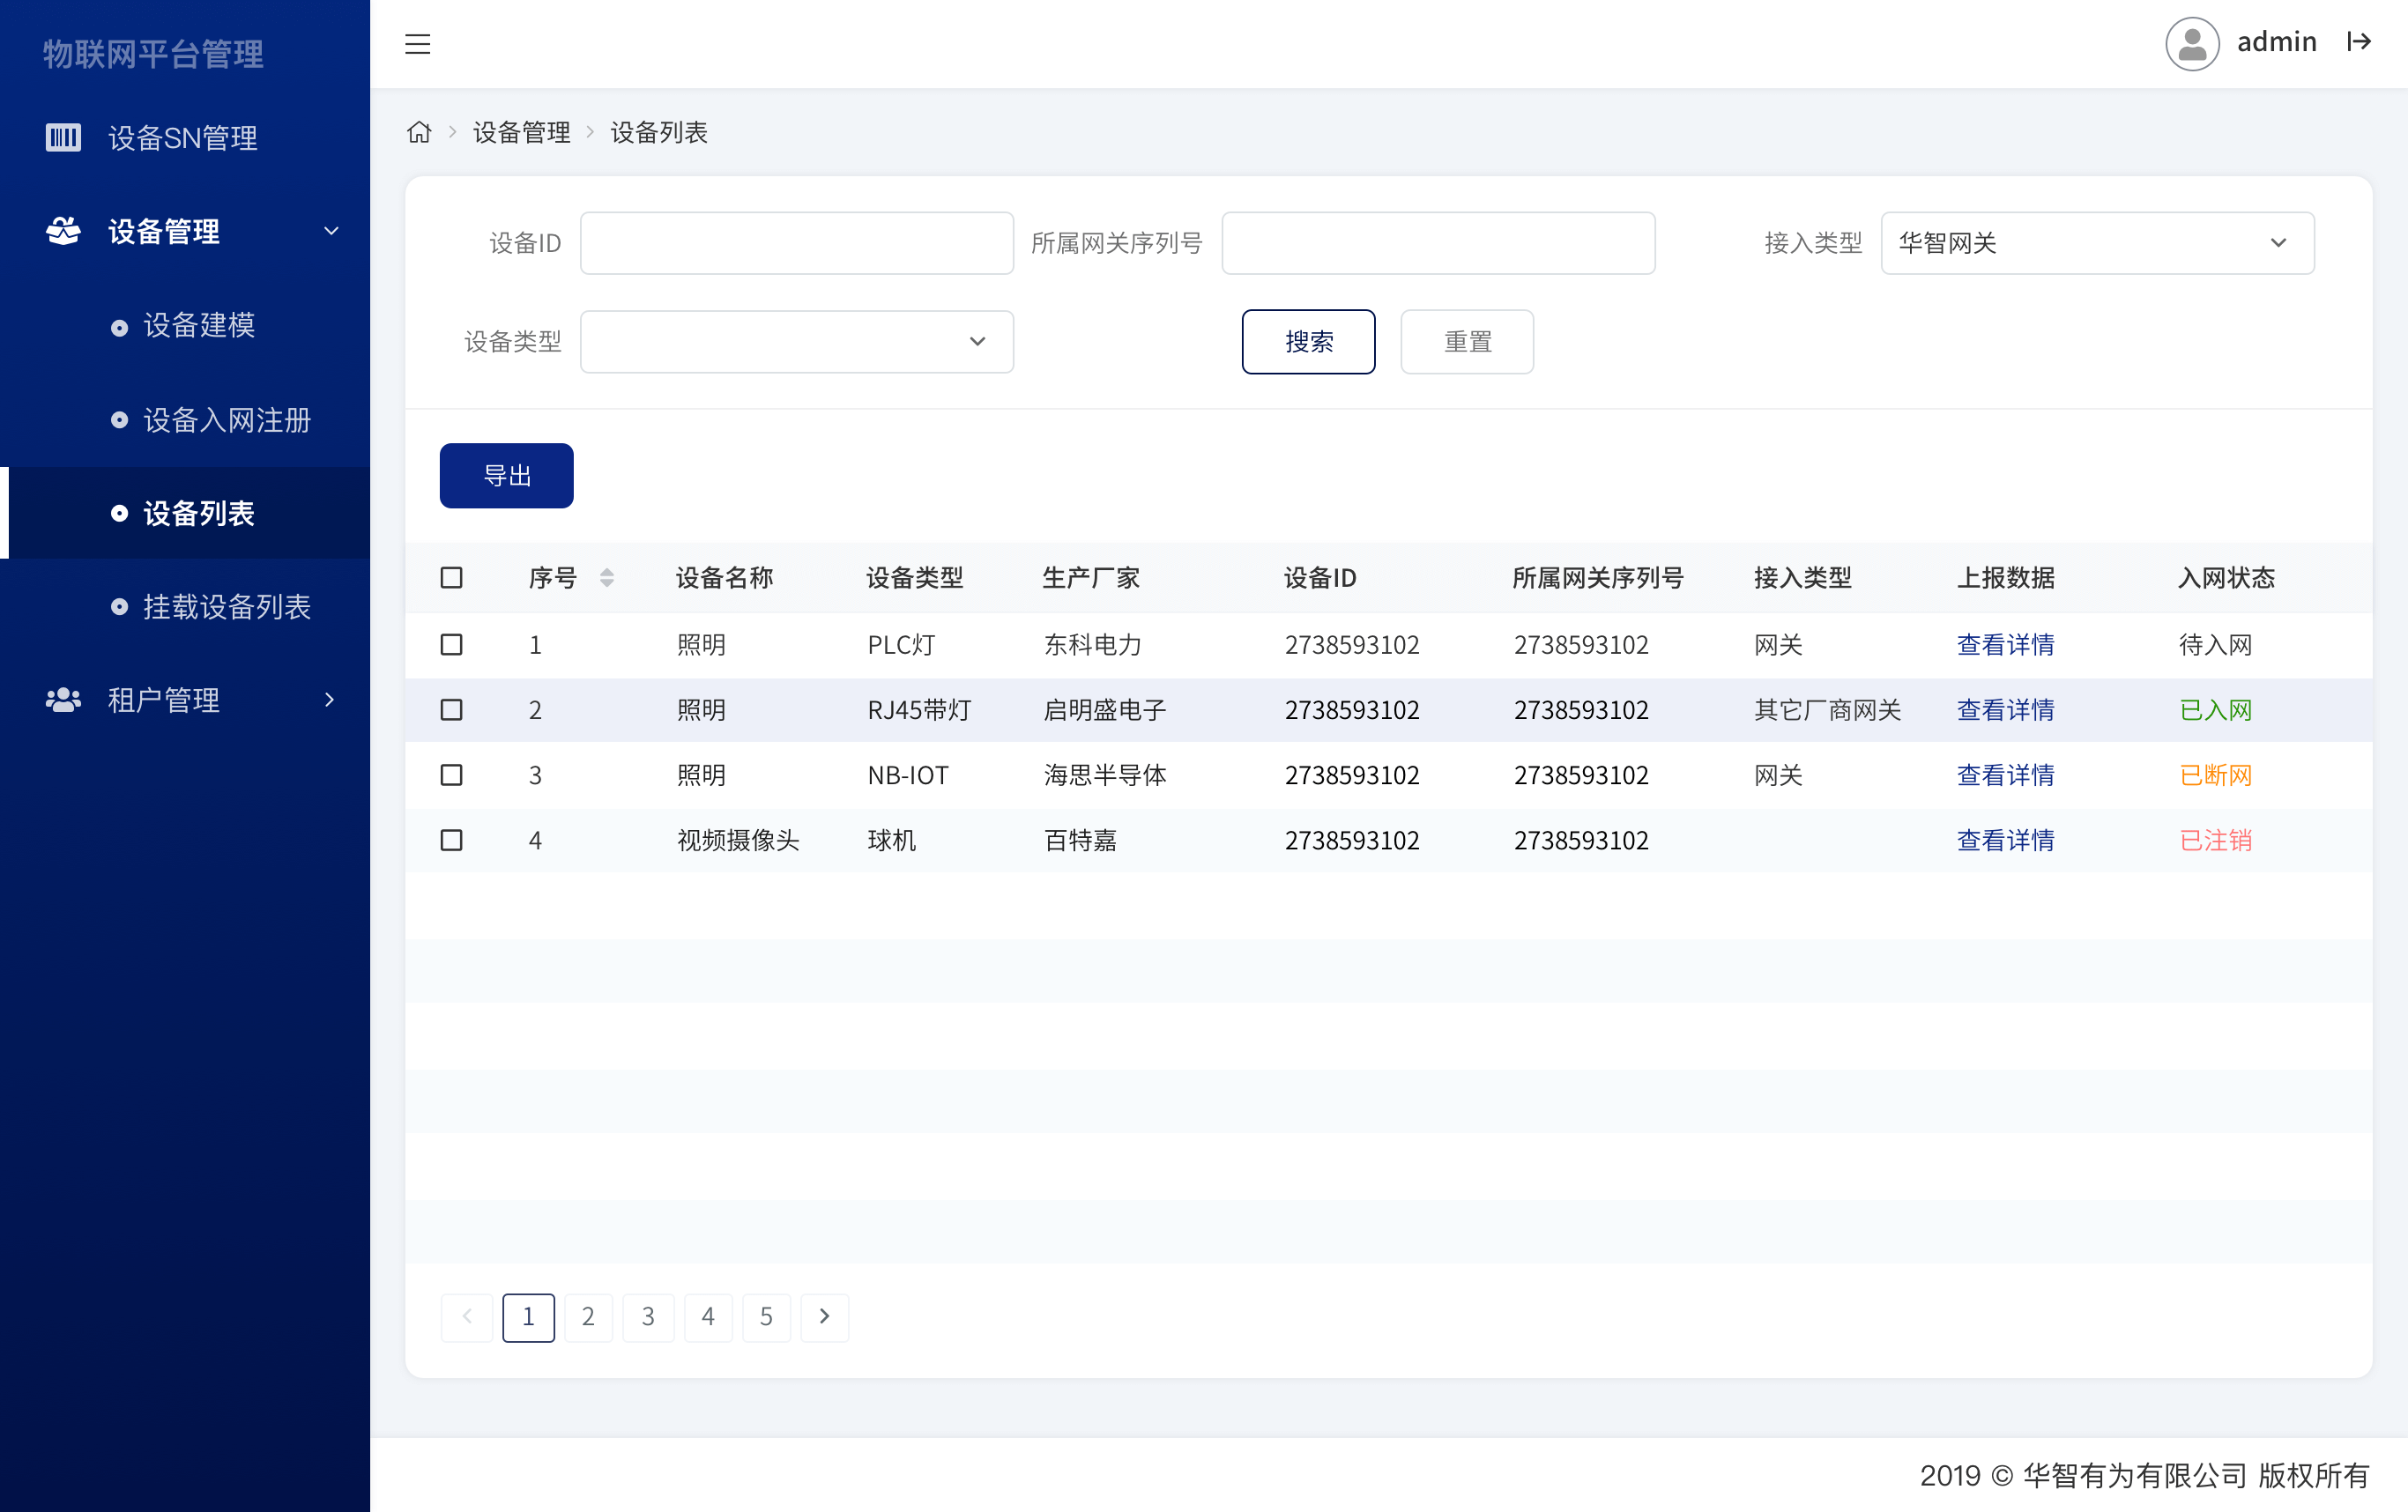 物联网平台管理
设备SN管理
设备管理
设备建模
设备入网注册
设备列表
挂载设备列表
租户管理
admin
设备管理 设备列表
设备ID 所属网关序列号 接入类型 华智网关
设备类型 搜索 重置
导出
序号 设备名称 设备类型 生产厂家 设备ID 所属网关序列号 接入类型 上报数据 入网状态
1 照明 PLC灯 东科电力 2738593102 2738593102 网关 查看详情 待入网
2 照明 RJ45带灯 启明盛电子 2738593102 2738593102 其它厂商网关 查看详情 已入网
3 照明 NB-IOT 海思半导体 2738593102 2738593102 网关 查看详情 已断网
4 视频摄像头 球机 百特嘉 2738593102 2738593102 查看详情 已注销
1 2 3 4 5
2019 © 华智有为有限公司 版权所有